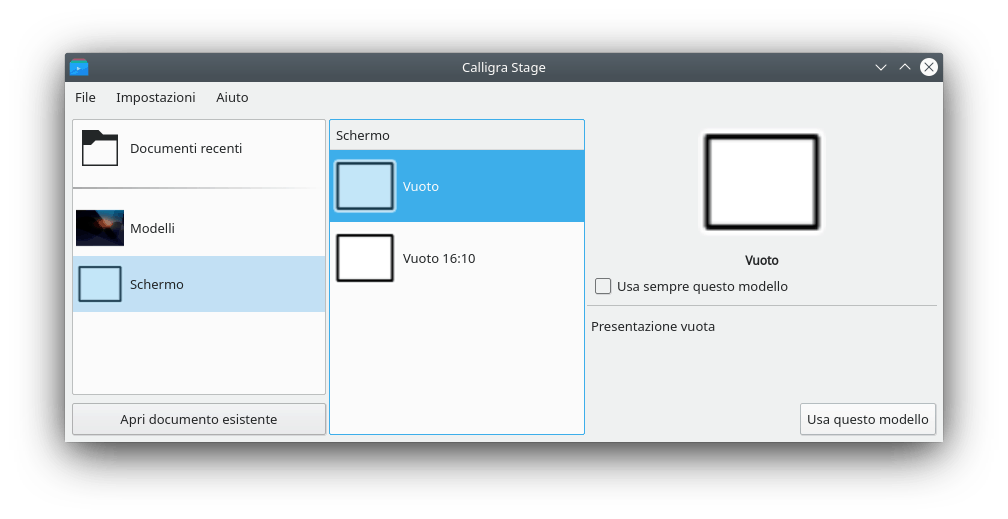 Calligra Stage
File Impostazioni Aiuto
Documenti recenti
Modelli
Schermo
Apri documento esistente
Schermo
Vuoto
Vuoto 16:10
Vuoto
Usa sempre questo modello
Presentazione vuota
Usa questo modello